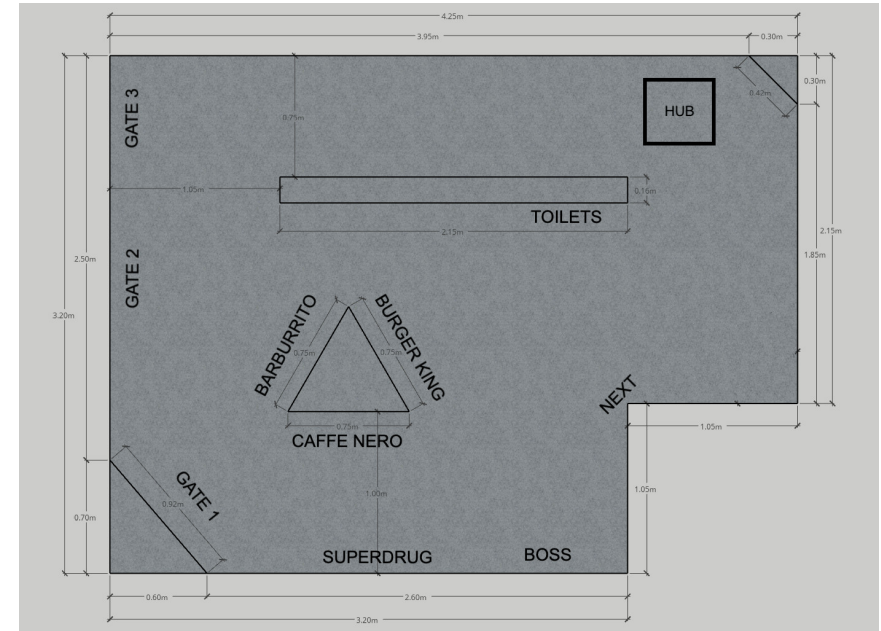 4.25m
3.95m
0.30m
GATE 3
HUB
0.42m
0.30m
0.75m
1.05m
0.16m
TOILETS
2.15m
2.15m
1.85m
2.50m
GATE 2
3.20m
BARBURRITO
0.75m
0.75m
BURGER KING
0.75m
CAFFE NERO
NEXT
1.05m
GATE 1
0.92m
1.00m
1.05m
0.70m
SUPERDRUG
BOSS
0.60m
2.60m
3.20m